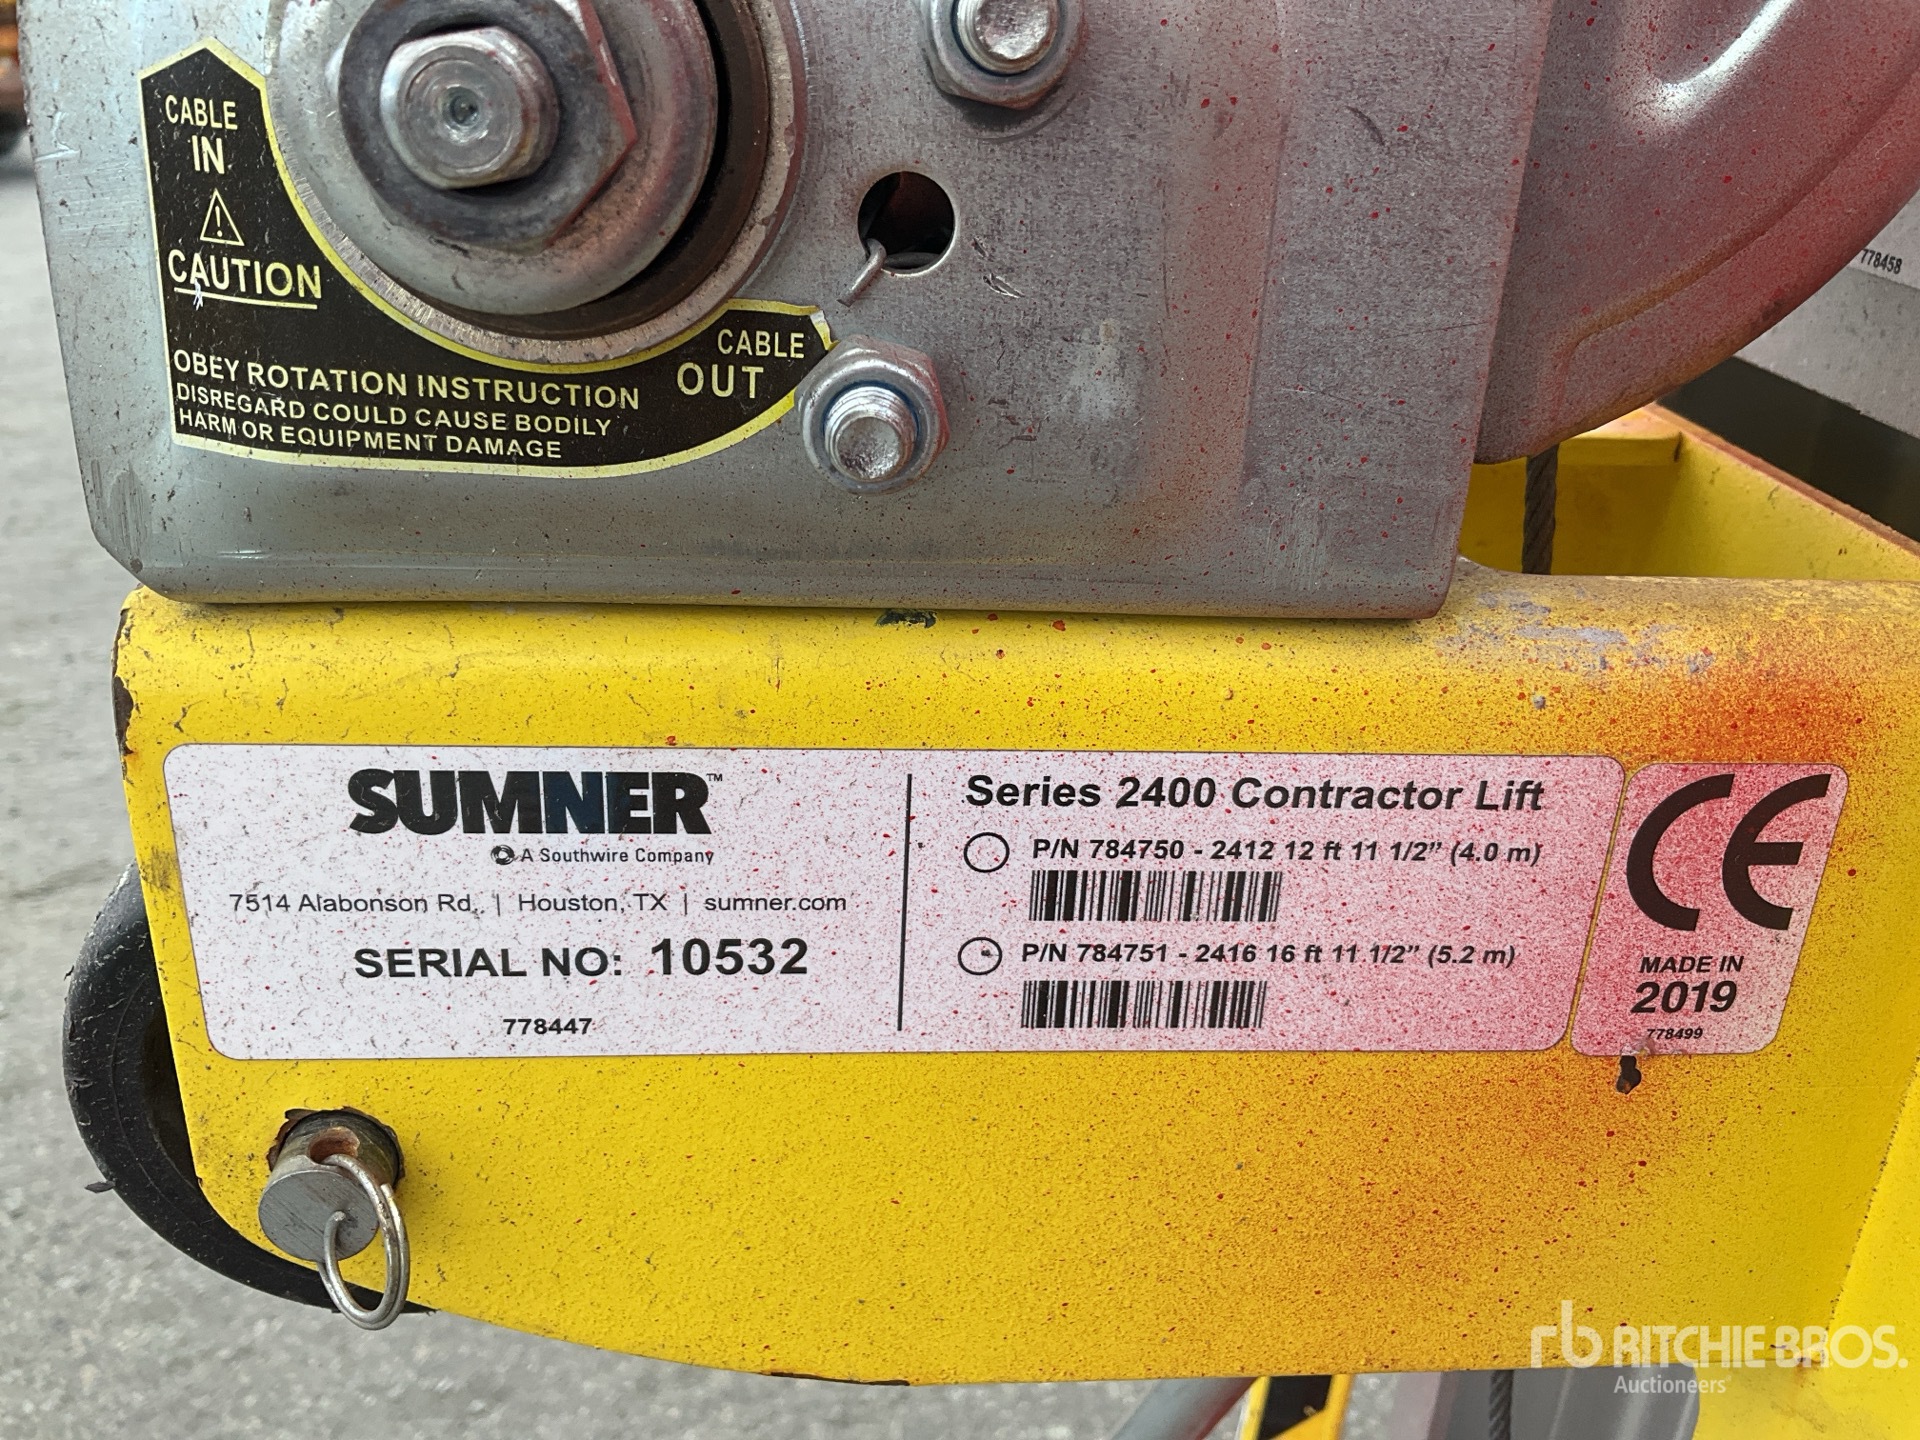 CABLE
IN
CAUTION
OBEY ROTATION INSTRUCTION
DISREGARD COULD CAUSE BODILY
HARM OR EQUIPMENT DAMAGE
CABLE
OUT
778458
SUMNER™
A Southwire Company
7514 Alabonson Rd. | Houston, TX | sumner.com
SERIAL NO: 10532
778447
Series 2400 Contractor Lift
P/N 784750 - 2412 12 ft 11 1/2” (4.0 m)
P/N 784751 - 2416 16 ft 11 1/2” (5.2 m)
CE
MADE IN
2019
778499
rb RITCHIE BROS.
Auctioneers